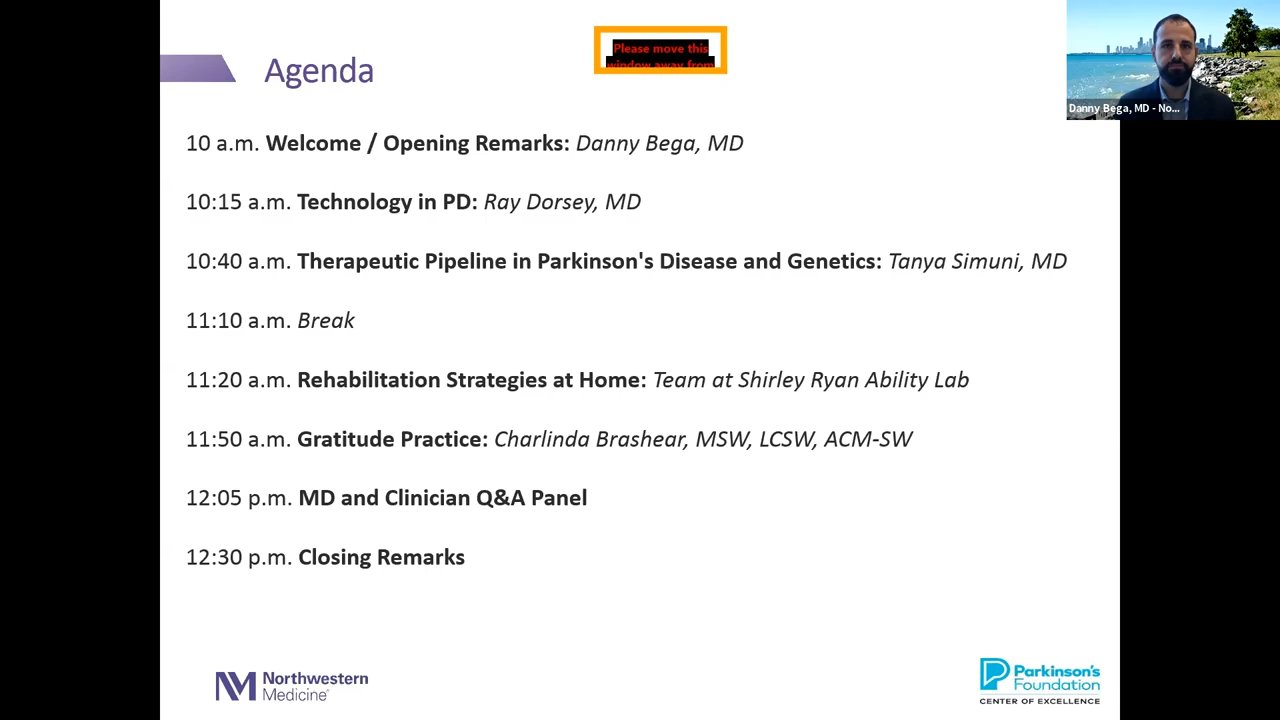 Please move this
window away from
Agenda
Danny Bega, MD - No...
10 a.m. Welcome / Opening Remarks: Danny Bega, MD
10:15 a.m. Technology in PD: Ray Dorsey, MD
10:40 a.m. Therapeutic Pipeline in Parkinson's Disease and Genetics: Tanya Simuni, MD
11:10 a.m. Break
11:20 a.m. Rehabilitation Strategies at Home: Team at Shirley Ryan Ability Lab
11:50 a.m. Gratitude Practice: Charlinda Brashear, MSW, LCSW, ACM-SW
12:05 p.m. MD and Clinician Q&A Panel
12:30 p.m. Closing Remarks
NM Northwestern
Medicine
Parkinson's
Foundation
CENTER OF EXCELLENCE